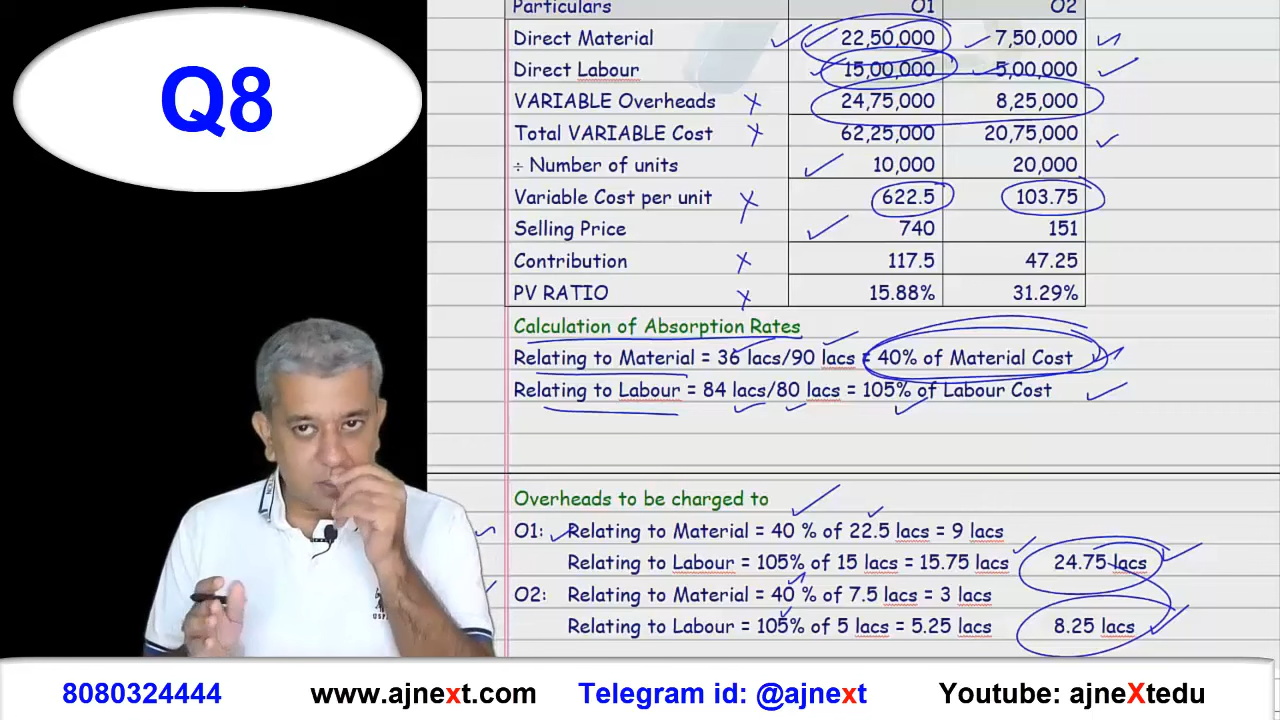 Q8
Particulars O1 O2
Direct Material 22,50,000 7,50,000
Direct Labour 15,00,000 5,00,000
VARIABLE Overheads 24,75,000 8,25,000
Total VARIABLE Cost 62,25,000 20,75,000
÷ Number of units 10,000 20,000
Variable Cost per unit 622.5 103.75
Selling Price 740 151
Contribution 117.5 47.25
PV RATIO 15.88% 31.29%
Calculation of Absorption Rates
Relating to Material = 36 lacs/90 lacs = 40% of Material Cost
Relating to Labour = 84 lacs/80 lacs = 105% of Labour Cost
Overheads to be charged to
O1: Relating to Material = 40 % of 22.5 lacs = 9 lacs
Relating to Labour = 105% of 15 lacs = 15.75 lacs 24.75 lacs
O2: Relating to Material = 40 % of 7.5 lacs = 3 lacs
Relating to Labour = 105% of 5 lacs = 5.25 lacs 8.25 lacs
8080324444 www.ajnext.com Telegram id: @ajnext Youtube: ajneXtedu